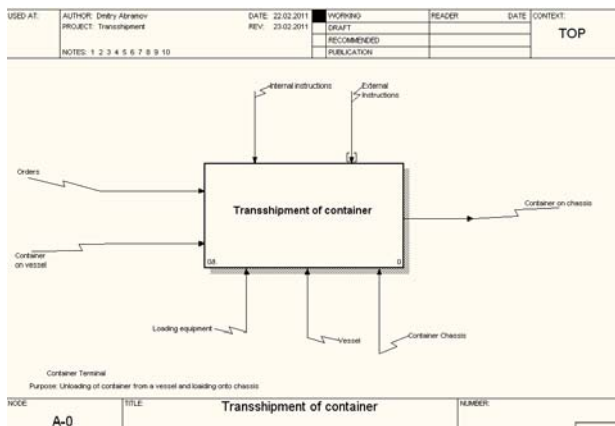 USED AT:
AUTHOR: Dmitry Abramov
DATE: 22.02.2011
WORKING
READER
DATE
CONTEXT:
PROJECT: Transshipment
REV: 23.02.2011
DRAFT
TOP
RECOMMENDED
NOTES: 1 2 3 4 5 6 7 8 9 10
PUBLICATION
Internal instructions
External
Instructions
Orders
Container on chassis
Transshipment of container
Container
on vessel
0$.
0
Loading equipment
Vessel
Container Chassis
Container Terminal
Purpose: Unloading of container from a vessel and loaiding onto chassis
NODE:
TITLE:
Transshipment of container
NUMBER:
A-0